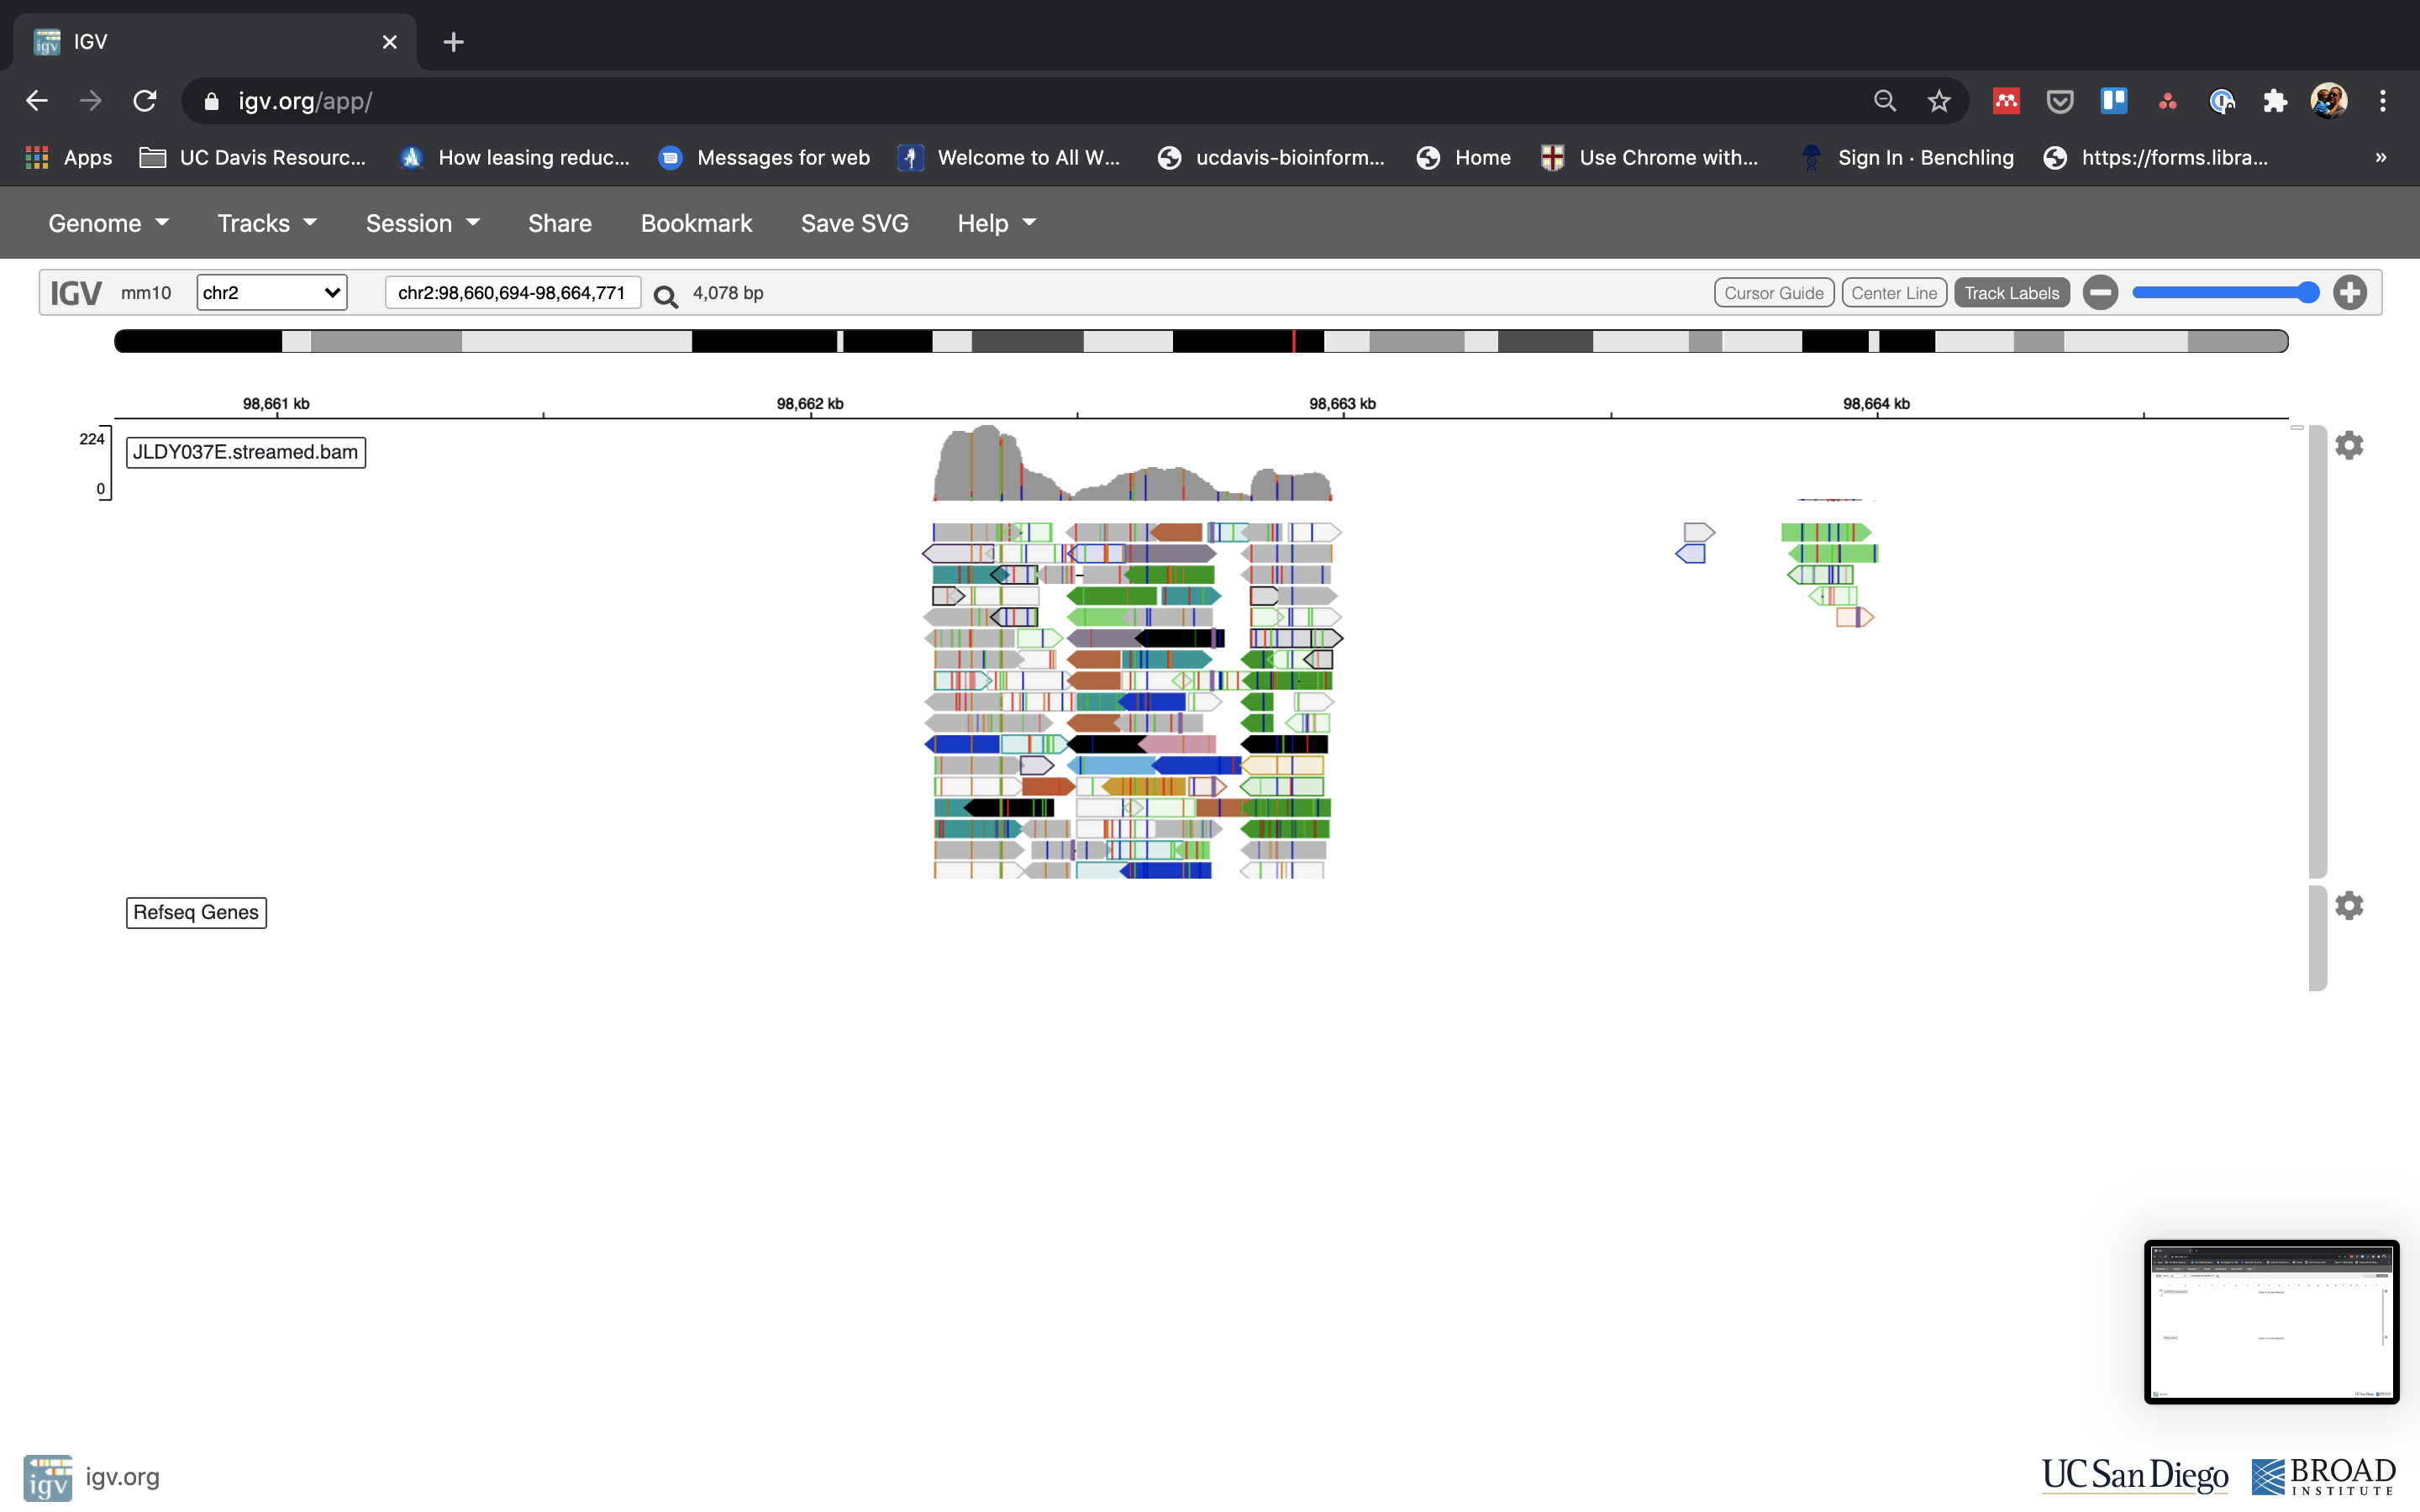 IGV
igv.org/app/
Apps UC Davis Resourc... How leasing reduc... Messages for web Welcome to All W... ucdavis-bioinform... Home Use Chrome with... Sign In · Benchling https://forms.libra... »
Genome Tracks Session Share Bookmark Save SVG Help
IGV mm10 chr2 chr2:98,660,694-98,664,771 4,078 bp Cursor Guide Center Line Track Labels
98,661 kb 98,662 kb 98,663 kb 98,664 kb
224
JLDY037E.streamed.bam
0
Refseq Genes
igv
igv.org
UC San Diego
BROAD
INSTITUTE